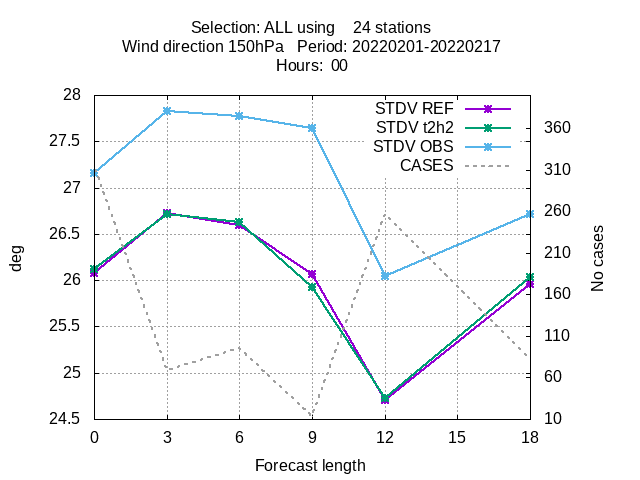 Selection: ALL using    24 stations
Wind direction 150hPa   Period: 20220201-20220217
Hours:  00
STDV REF
STDV t2h2
STDV OBS
CASES
28
27.5
27
26.5
26
25.5
25
24.5
deg
360
310
260
210
160
110
60
10
No cases
0 3 6 9 12 15 18
Forecast length